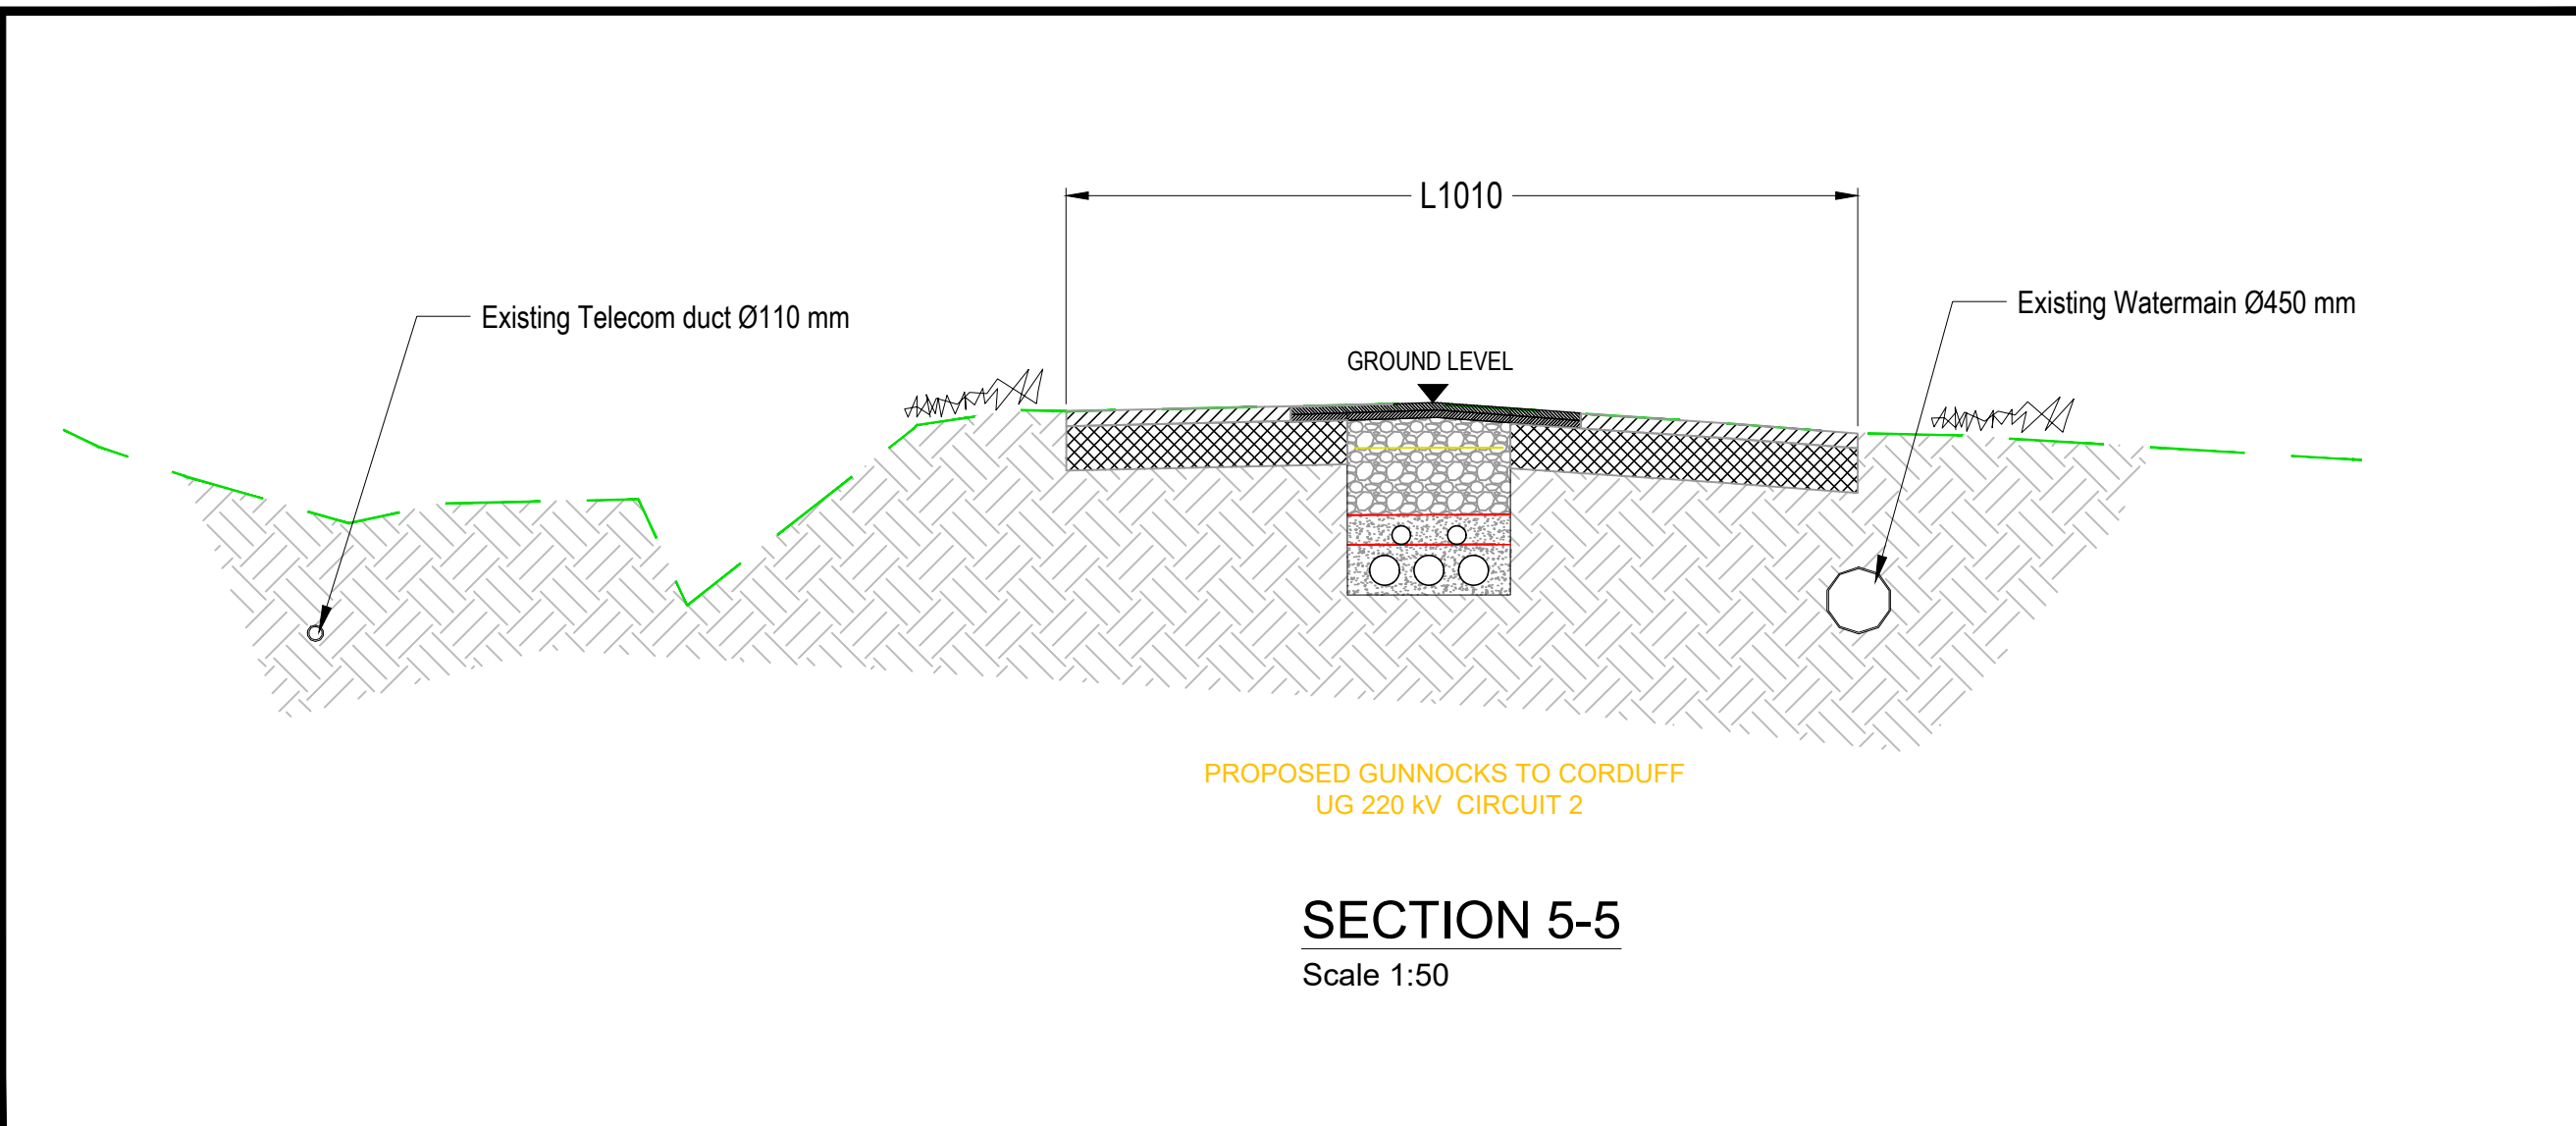 L1010
Existing Telecom duct Ø110 mm
Existing Watermain Ø450 mm
GROUND LEVEL
PROPOSED GUNNOCKS TO CORDUFF
UG 220 kV CIRCUIT 2
SECTION 5-5
Scale 1:50